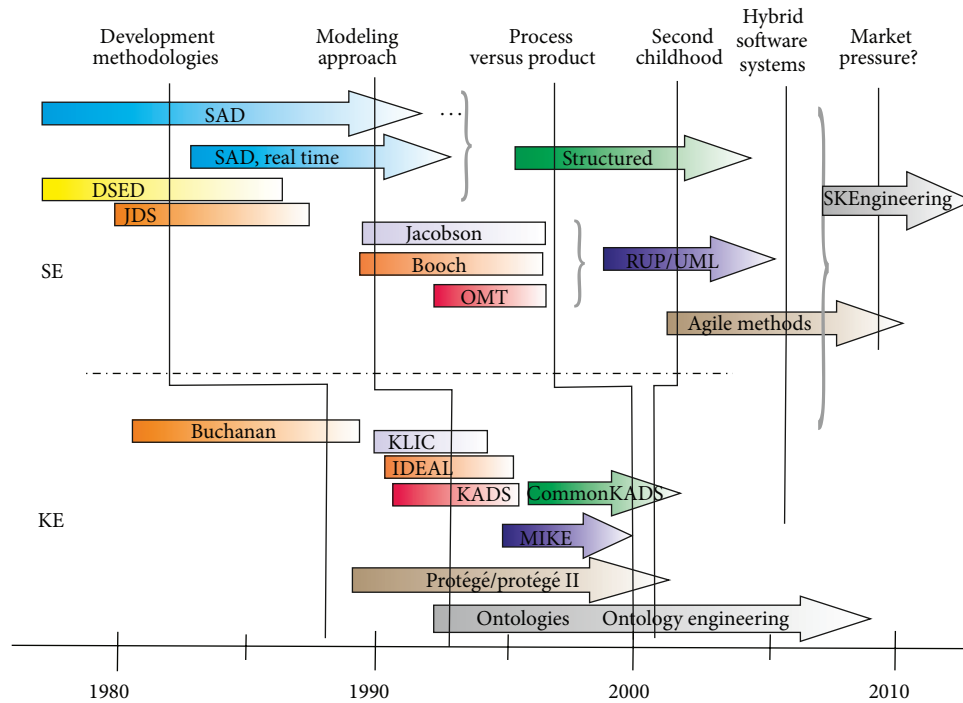 Development
methodologies
Modeling
approach
Process
versus product
Second
childhood
Hybrid
software
systems
Market
pressure?
SAD
...
SAD, real time
Structured
DSED
JDS
SKEngineering
Jacobson
Booch
RUP/UML
OMT
SE
Agile methods
Buchanan
KLIC
IDEAL
KADS
CommonKADS
KE
MIKE
Protégé/protégé II
Ontologies
Ontology engineering
1980
1990
2000
2010